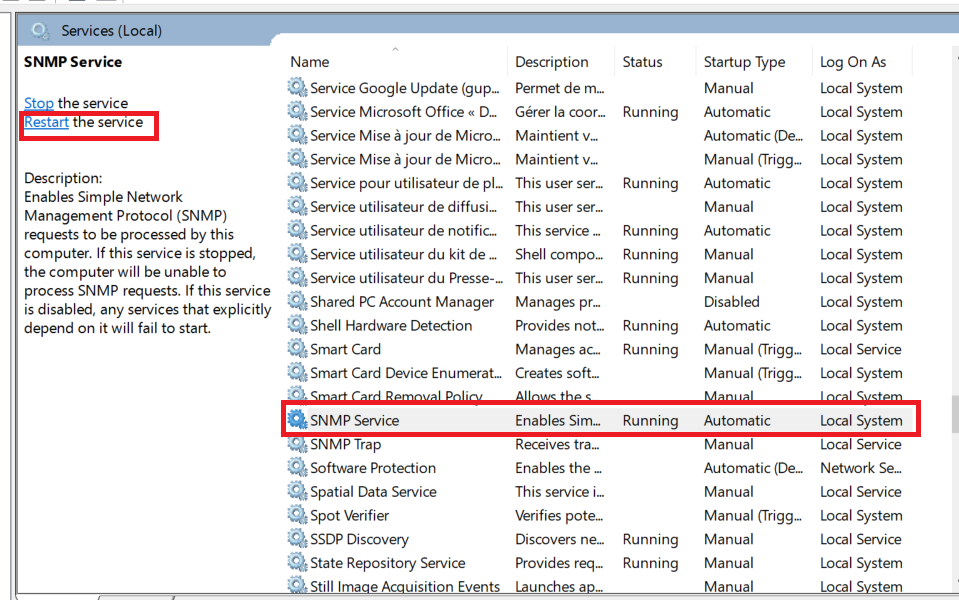 Services (Local)
SNMP Service
Stop the service
Restart the service
Description:
Enables Simple Network
Management Protocol (SNMP)
requests to be processed by this
computer. If this service is stopped,
the computer will be unable to
process SNMP requests. If this service
is disabled, any services that explicitly
depend on it will fail to start.
Name Description Status Startup Type Log On As
Service Google Update (gup... Permet de m... Manual Local System
Service Microsoft Office « D... Gérer la coor... Running Automatic Local System
Service Mise à jour de Micro... Maintient v... Automatic (De... Local System
Service Mise à jour de Micro... Maintient v... Manual (Trigg... Local System
Service pour utilisateur de pl... This user ser... Running Automatic Local System
Service utilisateur de diffusi... This user ser... Manual Local System
Service utilisateur de notific... This service ... Running Automatic Local System
Service utilisateur du kit de ... Shell compo... Running Manual Local System
Service utilisateur du Presse-... This user ser... Running Manual Local System
Shared PC Account Manager Manages pr... Disabled Local System
Shell Hardware Detection Provides not... Running Automatic Local System
Smart Card Manages ac... Running Manual (Trigg... Local Service
Smart Card Device Enumerat... Creates soft... Manual (Trigg... Local System
Smart Card Removal Policy Allows the s... Manual Local System
SNMP Service Enables Sim... Running Automatic Local System
SNMP Trap Receives tra... Manual Local Service
Software Protection Enables the ... Automatic (De... Network Se...
Spatial Data Service This service i... Manual Local Service
Spot Verifier Verifies pote... Manual (Trigg... Local System
SSDP Discovery Discovers ne... Running Manual Local Service
State Repository Service Provides req... Running Manual Local System
Still Image Acquisition Events Launches ap... Manual Local System